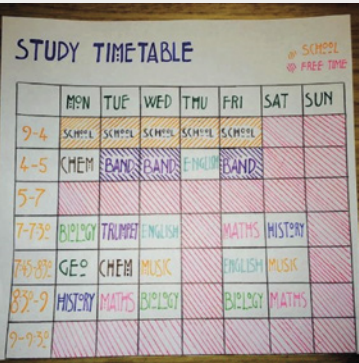 STUDY TIMETABLE
SCHOOL
FREE TIME
MON TUE WED THU FRI SAT SUN
9-4 SCHOOL SCHOOL SCHOOL SCHOOL SCHOOL
4-5 CHEM BAND BAND ENGLISH BAND
5-7
7-7:30 BIOLOGY TRUMPET ENGLISH MATHS HISTORY
7:45-8:30 GEO CHEM MUSIC ENGLISH MUSIC
8:30-9 HISTORY MATHS BIOLOGY BIOLOGY MATHS
9-9:30